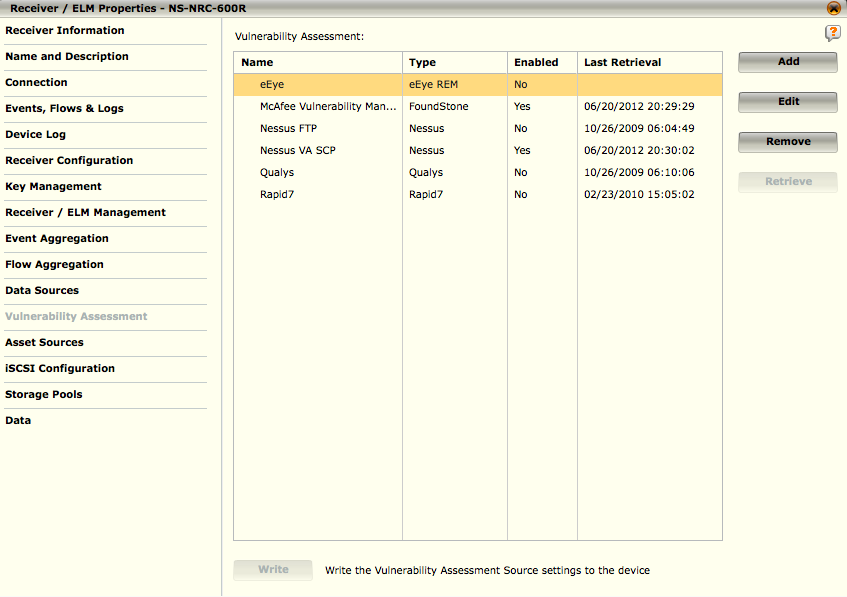 Receiver / ELM Properties - NS-NRC-600R
?
Receiver Information
Name and Description
Connection
Events, Flows & Logs
Device Log
Receiver Configuration
Key Management
Receiver / ELM Management
Event Aggregation
Flow Aggregation
Data Sources
Vulnerability Assessment
Asset Sources
iSCSI Configuration
Storage Pools
Data
Vulnerability Assessment:
Name Type Enabled Last Retrieval
eEye eEye REM No
McAfee Vulnerability Man... FoundStone Yes 06/20/2012 20:29:29
Nessus FTP Nessus No 10/26/2009 06:04:49
Nessus VA SCP Nessus Yes 06/20/2012 20:30:02
Qualys Qualys No 10/26/2009 06:10:06
Rapid7 Rapid7 No 02/23/2010 15:05:02
Add
Edit
Remove
Retrieve
Write Write the Vulnerability Assessment Source settings to the device